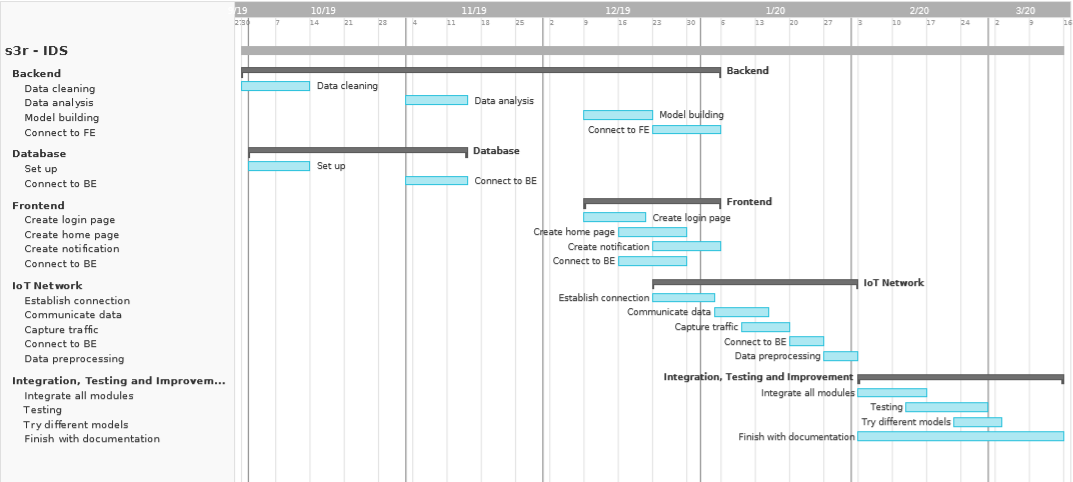 /19 10/19 11/19 12/19 1/20 2/20 3/20
23 30 7 14 21 28 4 11 18 25 2 9 16 23 30 6 13 20 27 3 10 17 24 2 9 16
s3r - IDS
Backend Backend
Data cleaning Data cleaning
Data analysis Data analysis
Model building Model building
Connect to FE Connect to FE
Database Database
Set up Set up
Connect to BE Connect to BE
Frontend Frontend
Create login page Create login page
Create home page Create home page
Create notification Create notification
Connect to BE Connect to BE
IoT Network IoT Network
Establish connection Establish connection
Communicate data Communicate data
Capture traffic Capture traffic
Connect to BE Connect to BE
Data preprocessing Data preprocessing
Integration, Testing and Improvem... Integration, Testing and Improvement
Integrate all modules Integrate all modules
Testing Testing
Try different models Try different models
Finish with documentation Finish with documentation